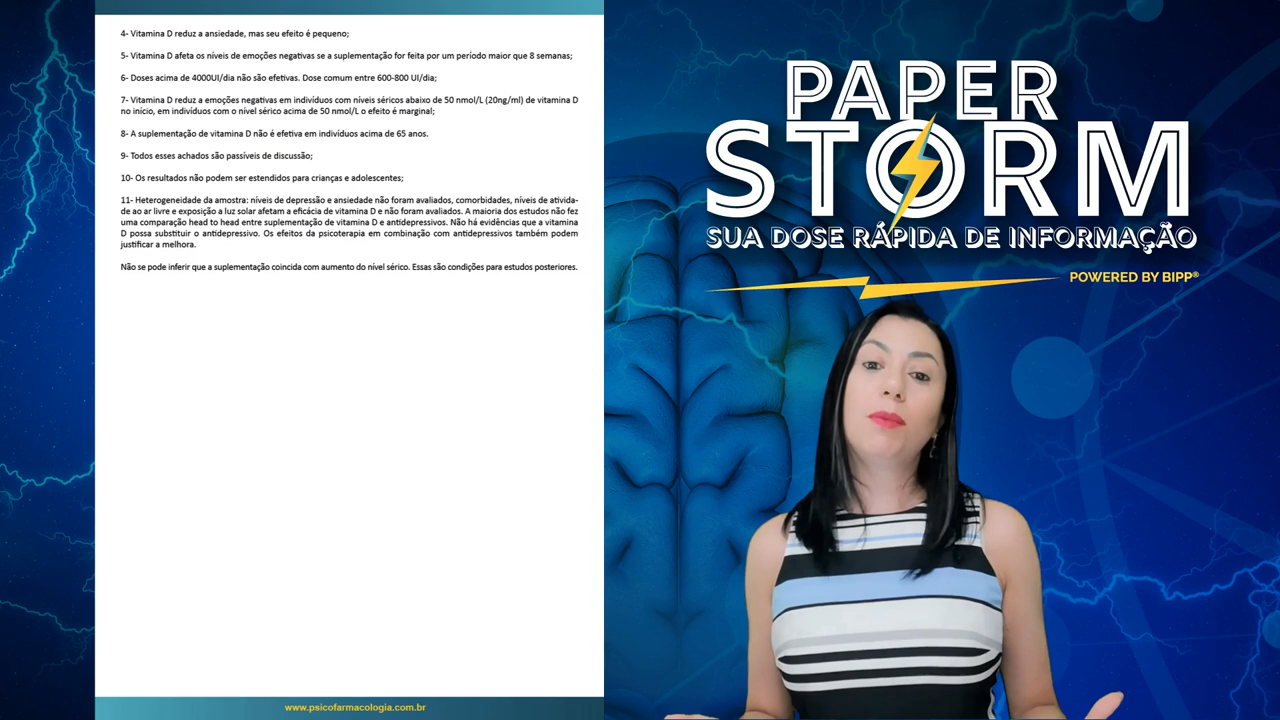 4- Vitamina D reduz a ansiedade, mas seu efeito é pequeno;
5- Vitamina D afeta os níveis de emoções negativas se a suplementação for feita por um período maior que 8 semanas;
6- Doses acima de 4000UI/dia não são efetivas. Dose comum entre 600-800 UI/dia;
7- Vitamina D reduz a emoções negativas em indivíduos com níveis séricos abaixo de 50 nmol/L (20ng/ml) de vitamina D
no início, em indivíduos com o nível sérico acima de 50 nmol/L o efeito é marginal;
8- A suplementação de vitamina D não é efetiva em indivíduos acima de 65 anos.
9- Todos esses achados são passíveis de discussão;
10- Os resultados não podem ser estendidos para crianças e adolescentes;
11- Heterogeneidade da amostra: níveis de depressão e ansiedade não foram avaliados, comorbidades, níveis de ativida-
de ao ar livre e exposição a luz solar afetam a eficácia de vitamina D e não foram avaliados. A maioria dos estudos não fez
uma comparação head to head entre suplementação de vitamina D e antidepressivos. Não há evidências que a vitamina
D possa substituir o antidepressivo. Os efeitos da psicoterapia em combinação com antidepressivos também podem
justificar a melhora.
Não se pode inferir que a suplementação coincida com aumento do nível sérico. Essas são condições para estudos posteriores.
www.psicofarmacologia.com.br
PAPER
STORM
SUA DOSE RÁPIDA DE INFORMAÇÃO
POWERED BY BIPP®